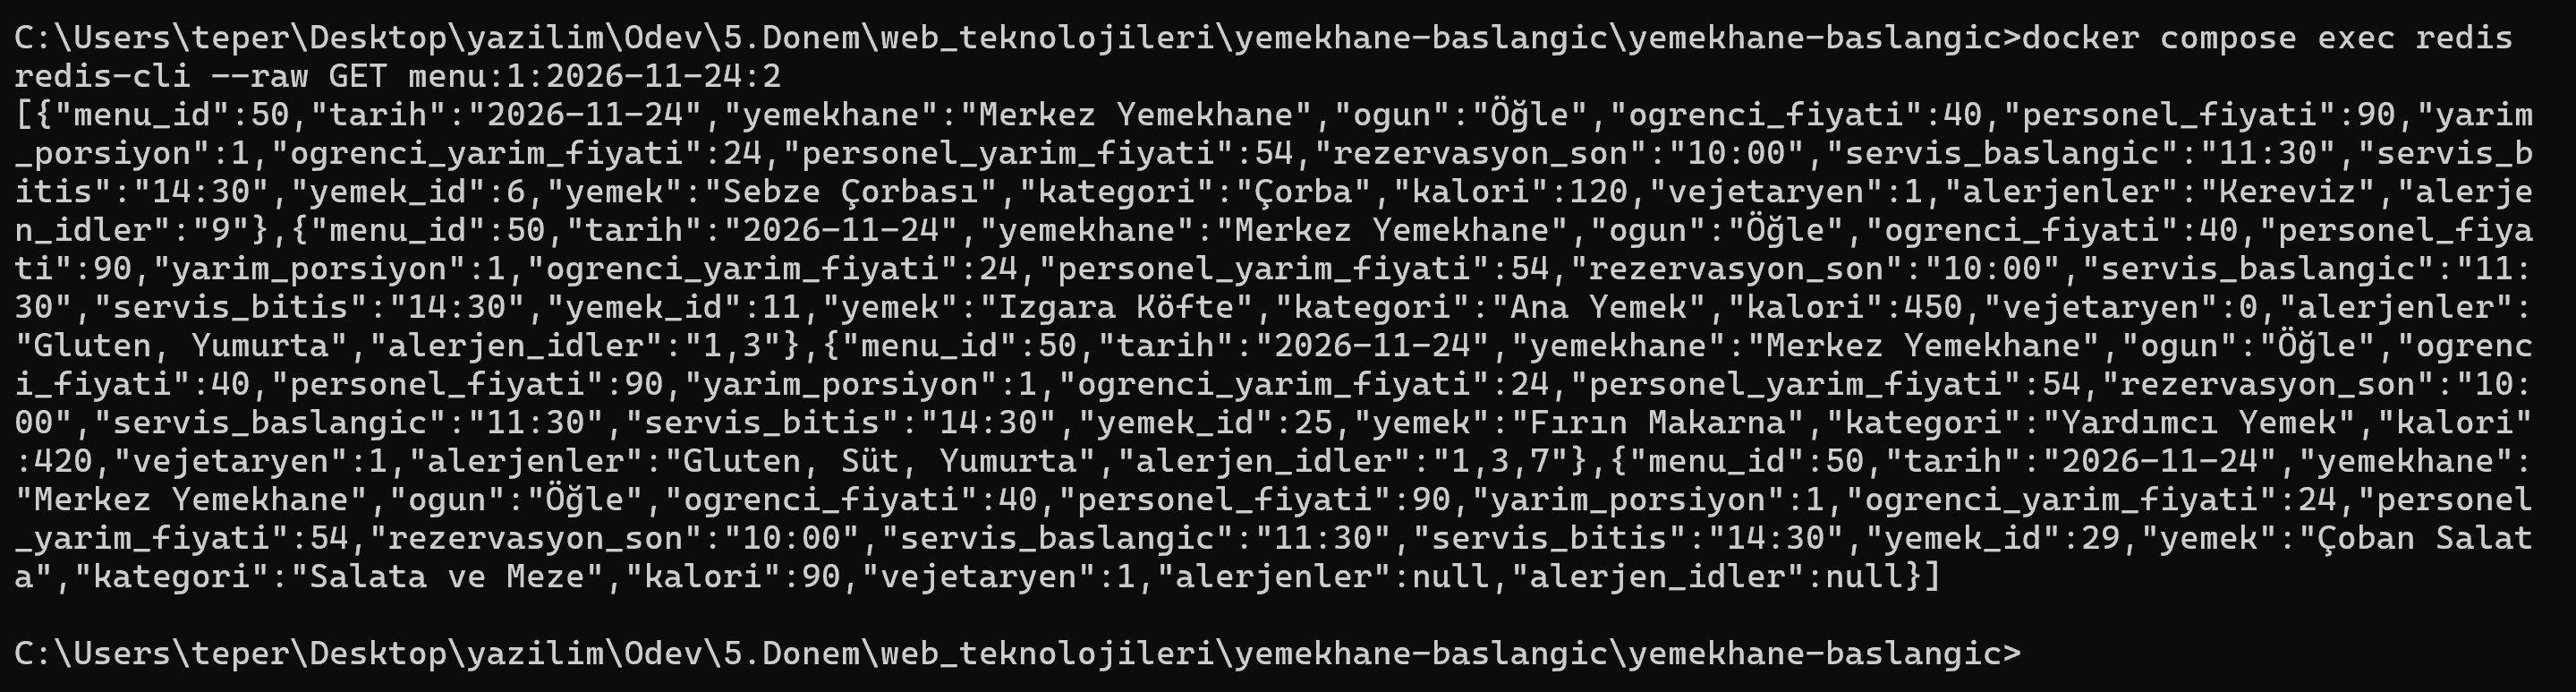 C:\Users\teper\Desktop\yazilim\Odev\5.Donem\web_teknolojileri\yemekhane-baslangic\yemekhane-baslangic>docker compose exec redis
redis-cli --raw GET menu:1:2026-11-24:2
[{"menu_id":50,"tarih":"2026-11-24","yemekhane":"Merkez Yemekhane","ogun":"Öğle","ogrenci_fiyati":40,"personel_fiyati":90,"yarim
_porsiyon":1,"ogrenci_yarim_fiyati":24,"personel_yarim_fiyati":54,"rezervasyon_son":"10:00","servis_baslangic":"11:30","servis_b
itis":"14:30","yemek_id":6,"yemek":"Sebze Çorbası","kategori":"Çorba","kalori":120,"vejetaryen":1,"alerjenler":"Kereviz","alerje
n_idler":"9"},{"menu_id":50,"tarih":"2026-11-24","yemekhane":"Merkez Yemekhane","ogun":"Öğle","ogrenci_fiyati":40,"personel_fiya
ti":90,"yarim_porsiyon":1,"ogrenci_yarim_fiyati":24,"personel_yarim_fiyati":54,"rezervasyon_son":"10:00","servis_baslangic":"11:
30","servis_bitis":"14:30","yemek_id":11,"yemek":"Izgara Köfte","kategori":"Ana Yemek","kalori":450,"vejetaryen":0,"alerjenler":
"Gluten, Yumurta","alerjen_idler":"1,3"},{"menu_id":50,"tarih":"2026-11-24","yemekhane":"Merkez Yemekhane","ogun":"Öğle","ogrenc
i_fiyati":40,"personel_fiyati":90,"yarim_porsiyon":1,"ogrenci_yarim_fiyati":24,"personel_yarim_fiyati":54,"rezervasyon_son":"10:
00","servis_baslangic":"11:30","servis_bitis":"14:30","yemek_id":25,"yemek":"Fırın Makarna","kategori":"Yardımcı Yemek","kalori"
:420,"vejetaryen":1,"alerjenler":"Gluten, Süt, Yumurta","alerjen_idler":"1,3,7"},{"menu_id":50,"tarih":"2026-11-24","yemekhane":
"Merkez Yemekhane","ogun":"Öğle","ogrenci_fiyati":40,"personel_fiyati":90,"yarim_porsiyon":1,"ogrenci_yarim_fiyati":24,"personel
_yarim_fiyati":54,"rezervasyon_son":"10:00","servis_baslangic":"11:30","servis_bitis":"14:30","yemek_id":29,"yemek":"Çoban Salat
a","kategori":"Salata ve Meze","kalori":90,"vejetaryen":1,"alerjenler":null,"alerjen_idler":null}]
C:\Users\teper\Desktop\yazilim\Odev\5.Donem\web_teknolojileri\yemekhane-baslangic\yemekhane-baslangic>